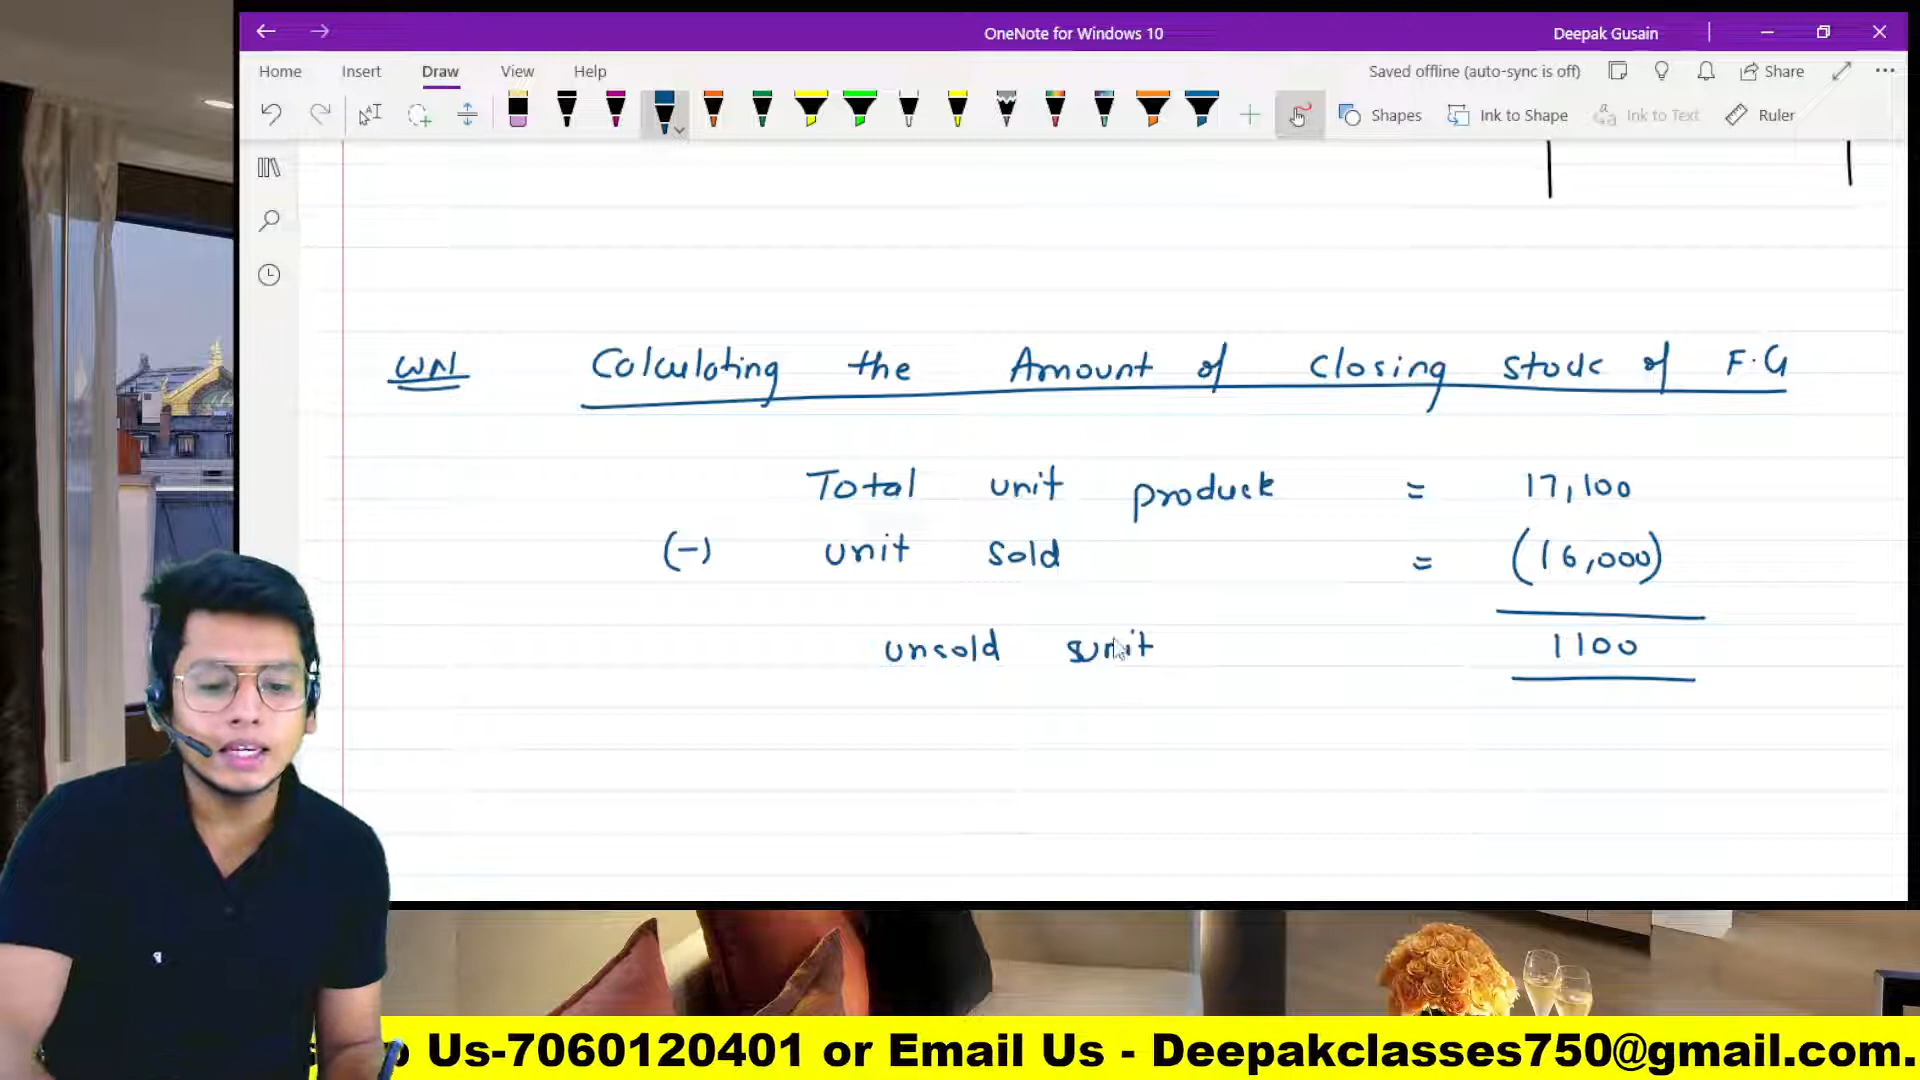 OneNote for Windows 10
Deepak Gusain
Home Insert Draw View Help
Saved offline (auto-sync is off)
Share
Shapes
Ink to Shape
Ink to Text
Ruler
WN Calculating the Amount of Closing Stock of F.G
Total unit produck = 17,100
(-) unit sold = (16,000)
unsold sunit 1100
Us-7060120401 or Email Us - Deepakclasses750@gmail.com.